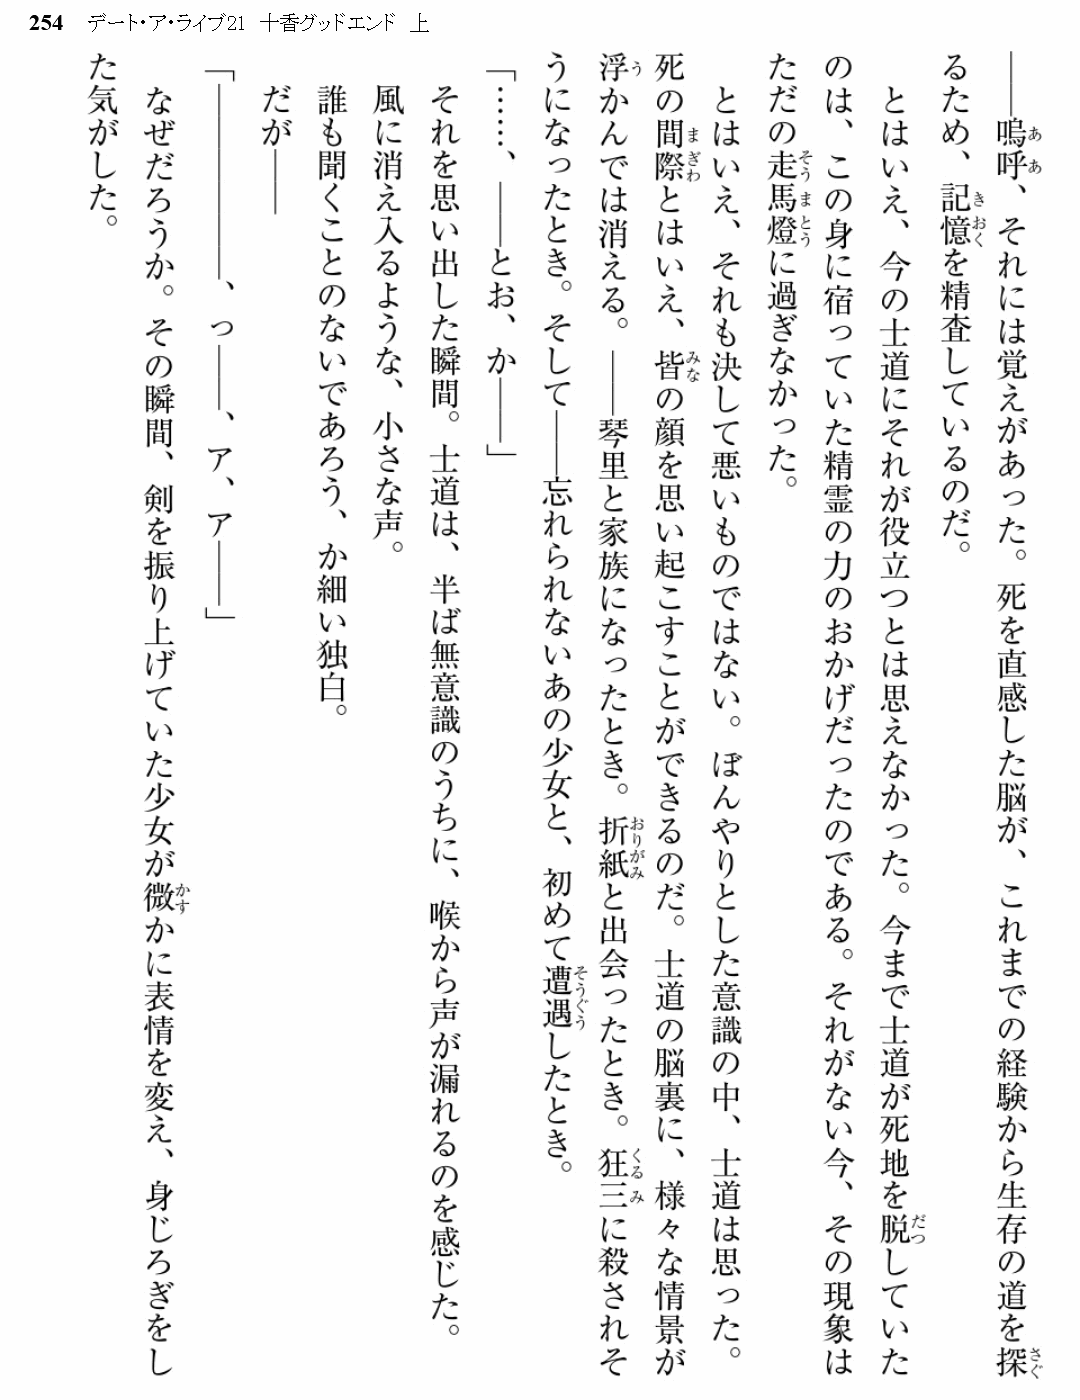 254 デート・ア・ライブ21 十香グッドエンド 上
――嗚呼、それには覚えがあった。死を直感した脳が、これまでの経験から生存の道を探
るため、記憶を精査しているのだ。
とはいえ、今の士道にそれが役立つとは思えなかった。今まで士道が死地を脱していた
のは、この身に宿っていた精霊の力のおかげだったのである。それがない今、その現象は
ただの走馬燈に過ぎなかった。
とはいえ、それも決して悪いものではない。ぼんやりとした意識の中、士道は思った。
死の間際とはいえ、皆の顔を思い起こすことができるのだ。士道の脳裏に、様々な情景が
浮かんでは消える。――琴里と家族になったとき。折紙と出会ったとき。狂三に殺されそ
うになったとき。そして――忘れられないあの少女と、初めて遭遇したとき。
「……、――とお、か――」
それを思い出した瞬間。士道は、半ば無意識のうちに、喉から声が漏れるのを感じた。
風に消え入るような、小さな声。
誰も聞くことのないであろう、か細い独白。
だが――
「――――――、っ――、ア、ア――」
なぜだろうか。その瞬間、剣を振り上げていた少女が微かに表情を変え、身じろぎをし
た気がした。